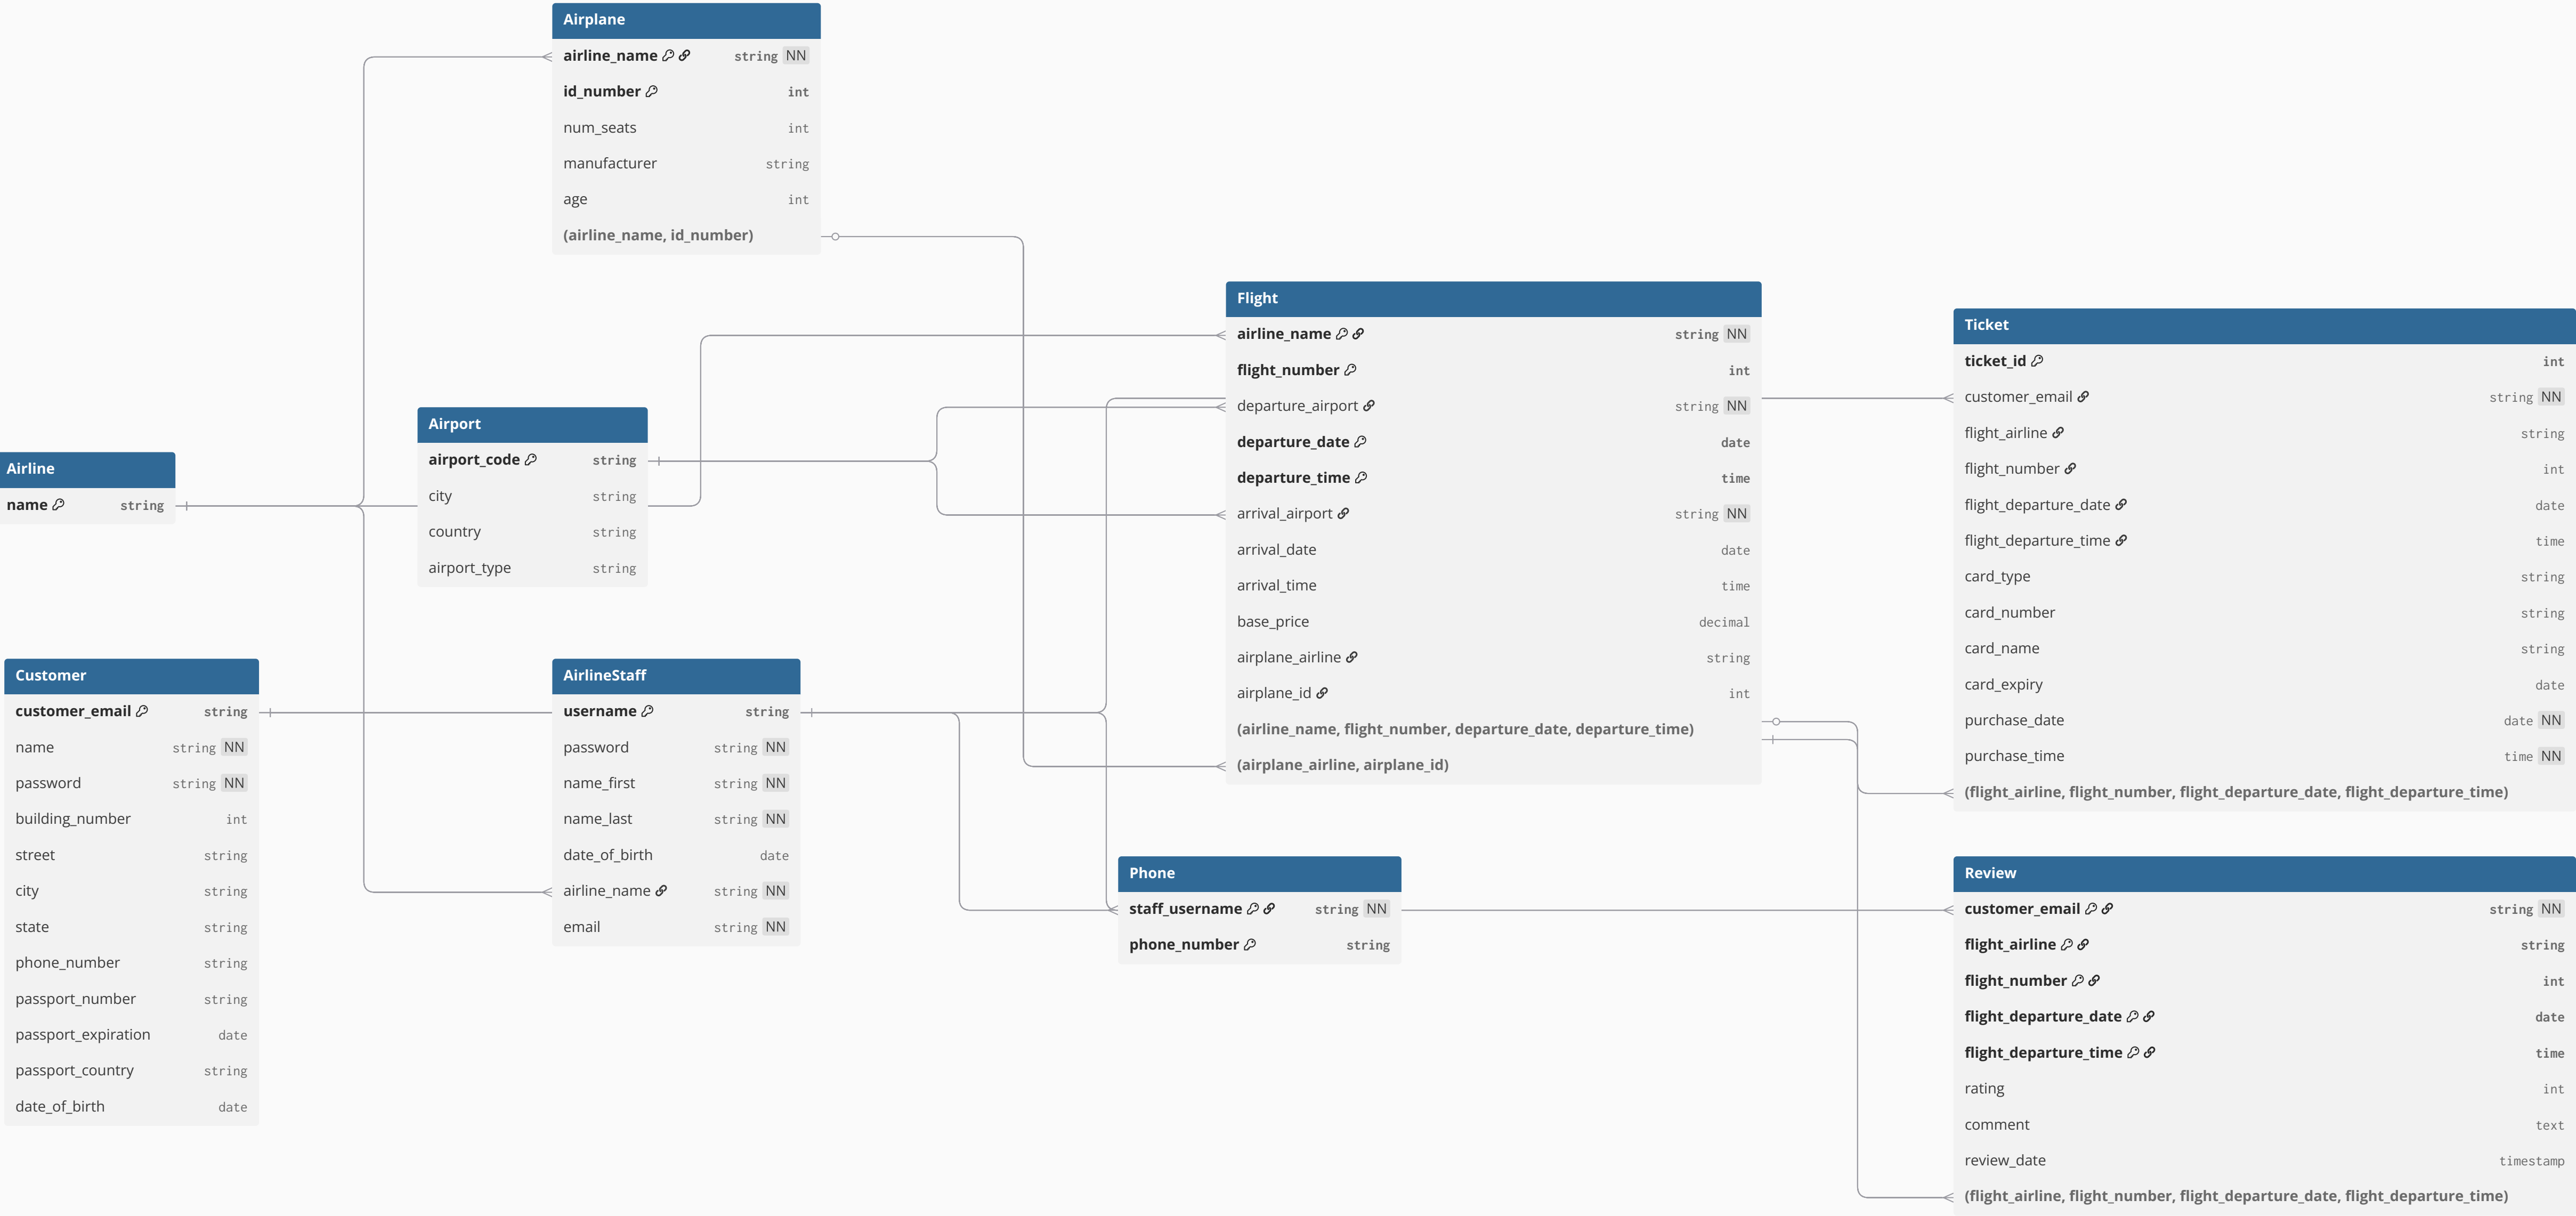 Airplane
airline_name string NN
id_number int
num_seats int
manufacturer string
age int
(airline_name, id_number)
Flight
airline_name string NN
flight_number int
departure_airport string NN
departure_date date
departure_time time
arrival_airport string NN
arrival_date date
arrival_time time
base_price decimal
airplane_airline string
airplane_id int
(airline_name, flight_number, departure_date, departure_time)
(airplane_airline, airplane_id)
Ticket
ticket_id int
customer_email string NN
flight_airline string
flight_number int
flight_departure_date date
flight_departure_time time
card_type string
card_number string
card_name string
card_expiry date
purchase_date date NN
purchase_time time NN
(flight_airline, flight_number, flight_departure_date, flight_departure_time)
Airport
airport_code string
city string
country string
airport_type string
Airline
name string
Customer
customer_email string
name string NN
password string NN
building_number int
street string
city string
state string
phone_number string
passport_number string
passport_expiration date
passport_country string
date_of_birth date
AirlineStaff
username string
password string NN
name_first string NN
name_last string NN
date_of_birth date
airline_name string NN
email string NN
Phone
staff_username string NN
phone_number string
Review
customer_email string NN
flight_airline string
flight_number int
flight_departure_date date
flight_departure_time time
rating int
comment text
review_date timestamp
(flight_airline, flight_number, flight_departure_date, flight_departure_time)